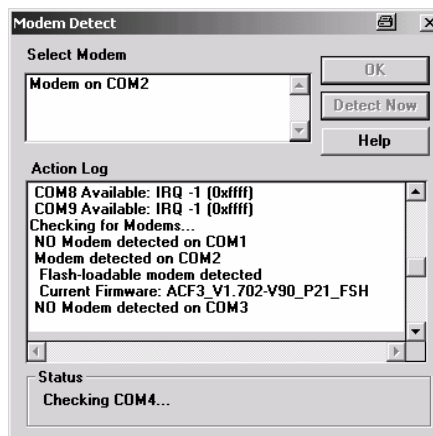 Modem Detect
Select Modem
Modem on COM2
OK
Detect Now
Help
Action Log
COM8 Available: IRQ -1 (0xffff)
COM9 Available: IRQ -1 (0xffff)
Checking for Modems...
NO Modem detected on COM1
Modem detected on COM2
Flash-loadable modem detected
Current Firmware: ACF3_V1.702-V90_P21_FSH
NO Modem detected on COM3
Status
Checking COM4...